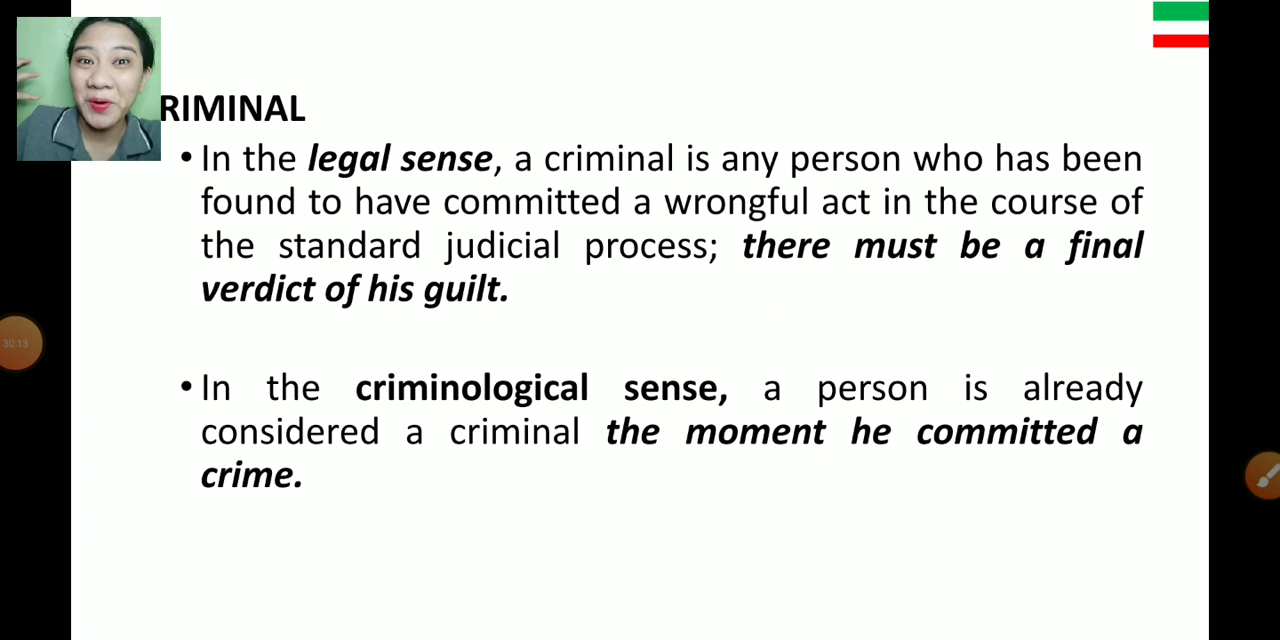 RIMINAL
• In the legal sense, a criminal is any person who has been
found to have committed a wrongful act in the course of
the standard judicial process; there must be a final
verdict of his guilt.
• In the criminological sense, a person is already
considered a criminal the moment he committed a
crime.
30:13